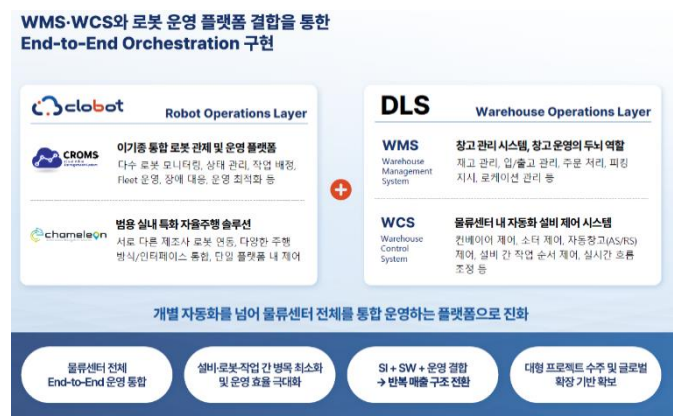 WMS·WCS와 로봇 운영 플랫폼 결합을 통한
End-to-End Orchestration 구현
clobot
Robot Operations Layer
CROMS
이기종 통합 로봇 관제 및 운영 플랫폼
다수 로봇 모니터링, 상태 관리, 작업 배정,
Fleet 운영, 장애 대응, 운영 최적화 등
chameleon
범용 실내 특화 자율주행 솔루션
서로 다른 제조사 로봇 연동, 다양한 주행
방식/인터페이스 통합, 단일 플랫폼 내 제어
+
DLS
Warehouse Operations Layer
WMS
Warehouse
Management
System
창고 관리 시스템, 창고 운영의 두뇌 역할
재고 관리, 입/출고 관리, 주문 처리, 피킹
지시, 로케이션 관리 등
WCS
Warehouse
Control
System
물류센터 내 자동화 설비 제어 시스템
컨베이어 제어, 소터 제어, 자동창고(AS/RS)
제어, 설비 간 작업 순서 제어, 실시간 흐름
조정 등
개별 자동화를 넘어 물류센터 전체를 통합 운영하는 플랫폼으로 진화
물류센터 전체
End-to-End 운영 통합
설비·로봇·작업 간 병목 최소화
및 운영 효율 극대화
SI + SW + 운영 결합
→ 반복 매출 구조 전환
대형 프로젝트 수주 및 글로벌
확장 기반 확보